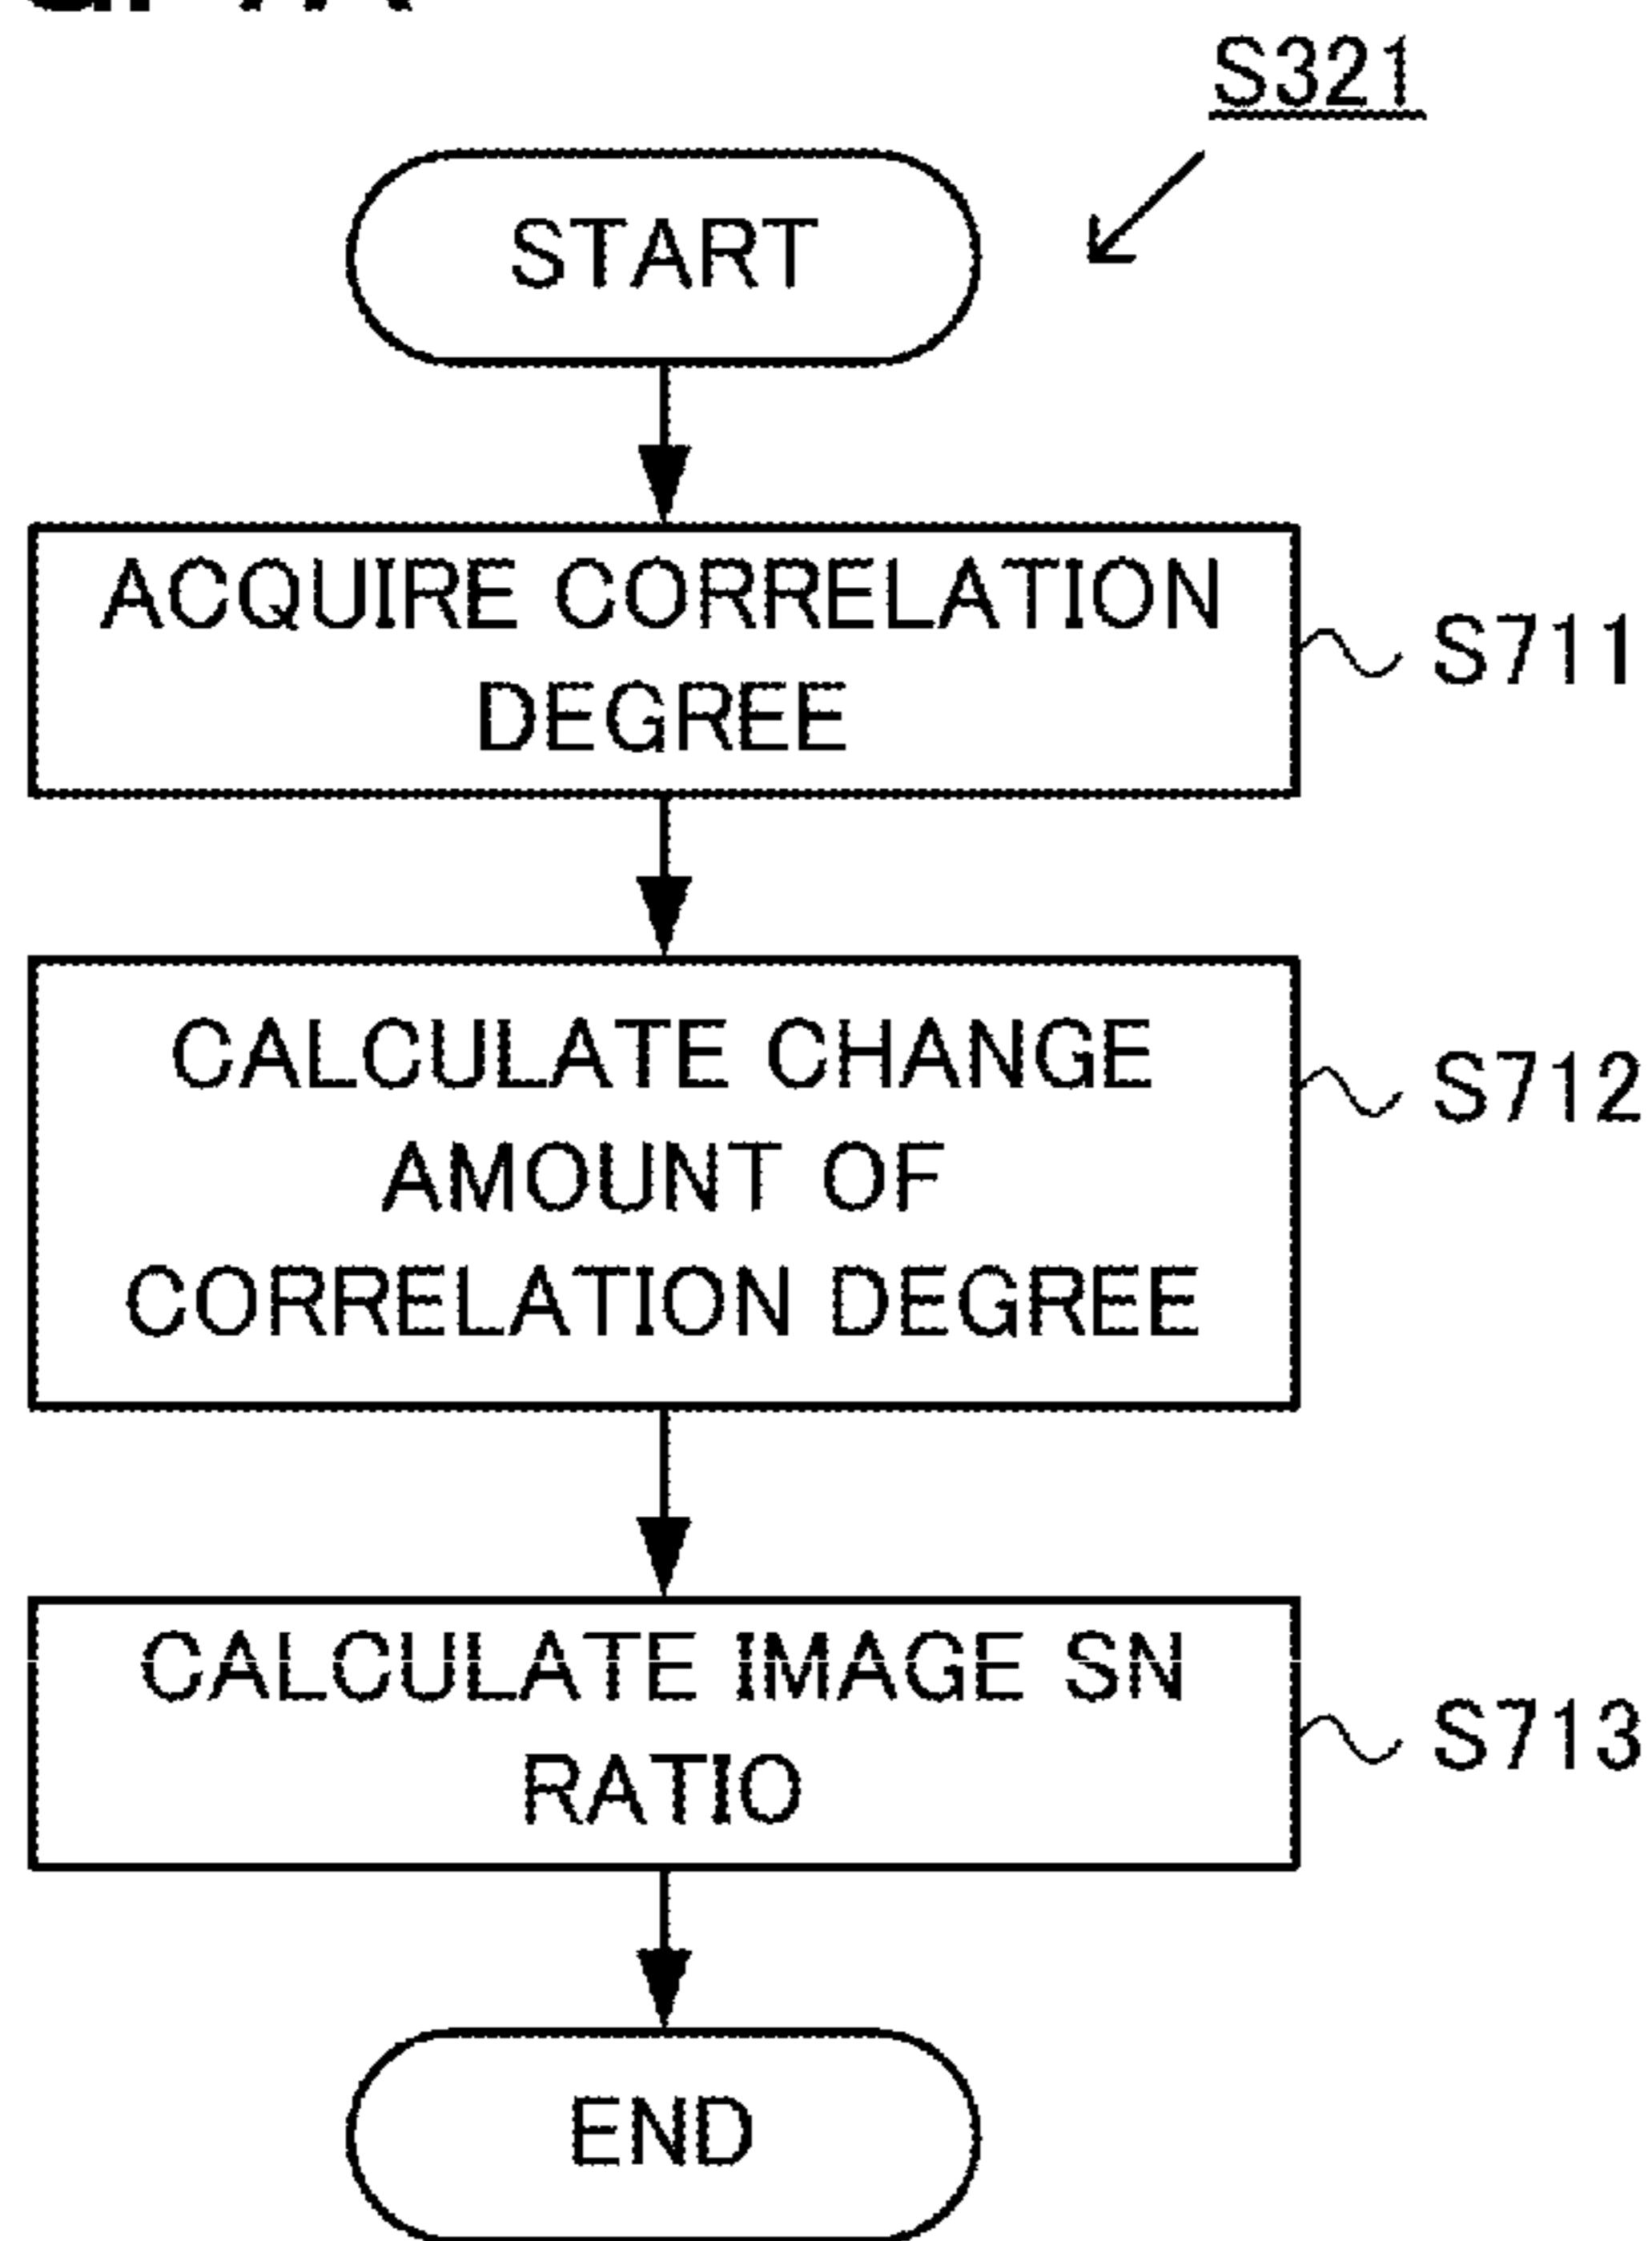 S321
START
ACQUIRE CORRELATION
DEGREE
S711
CALCULATE CHANGE
AMOUNT OF
CORRELATION DEGREE
S712
CALCULATE IMAGE SN
RATIO
S713
END